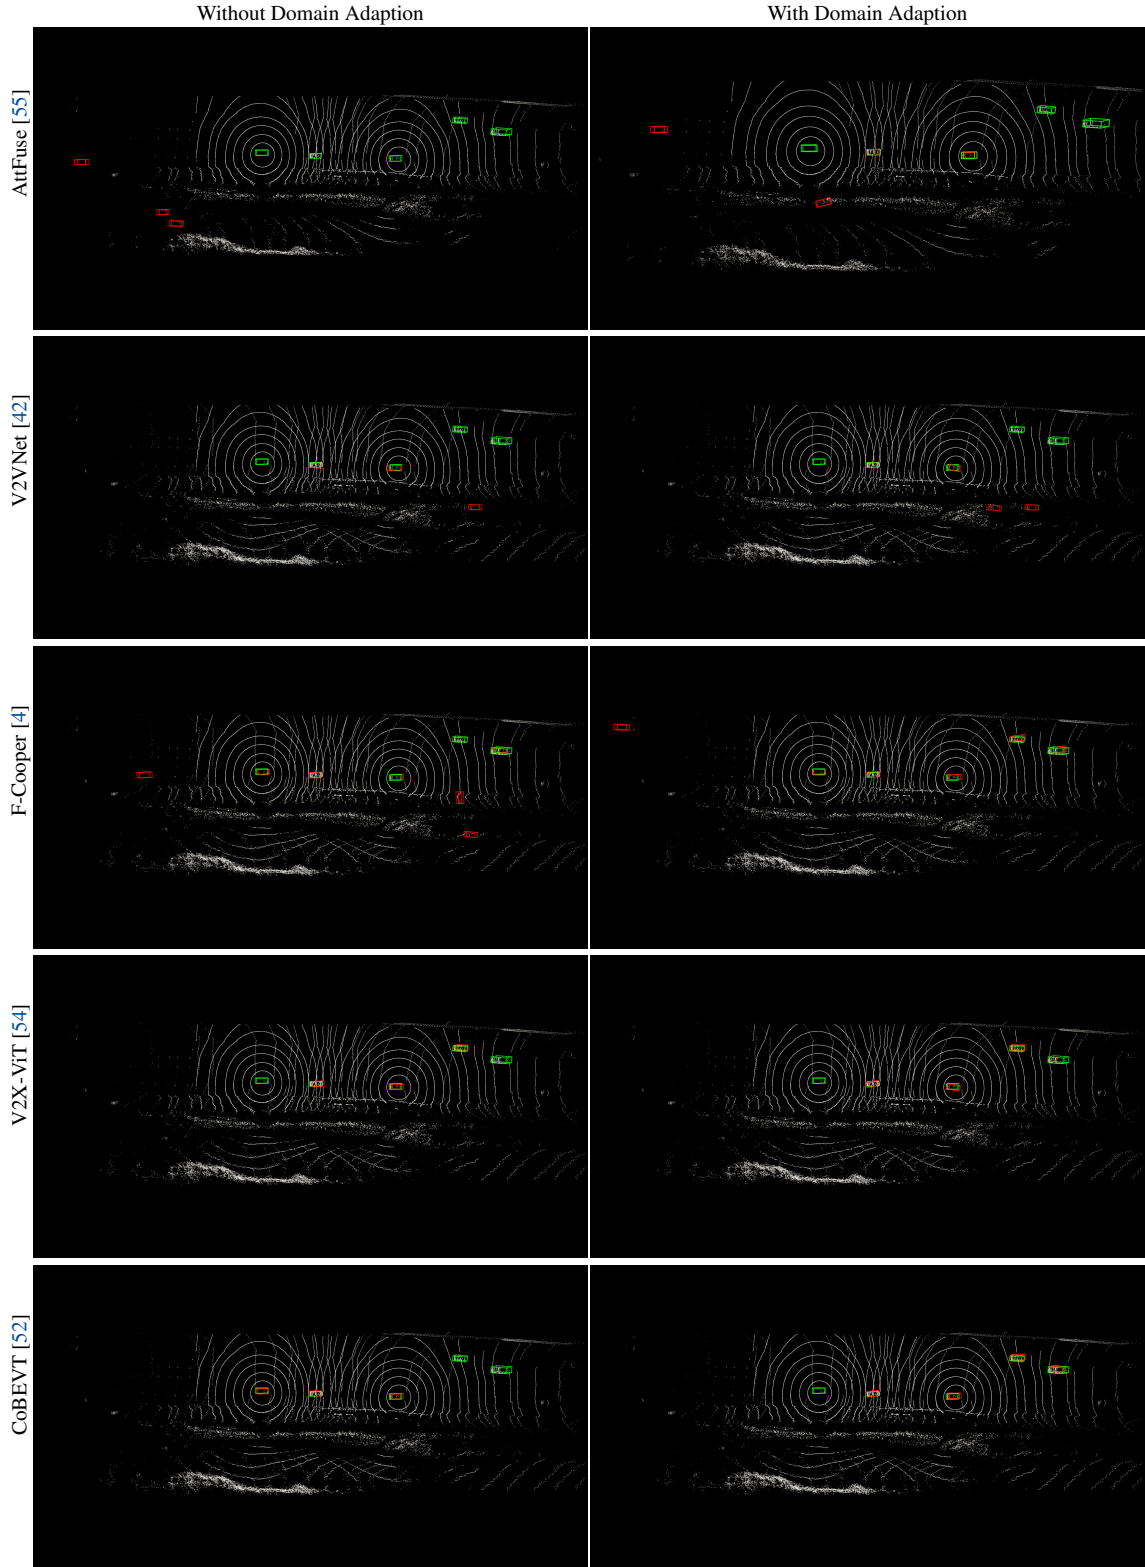 Without Domain Adaption
With Domain Adaption
AttFuse [55]
V2VNet [42]
F-Cooper [4]
V2X-ViT [54]
CoBEVT [52]